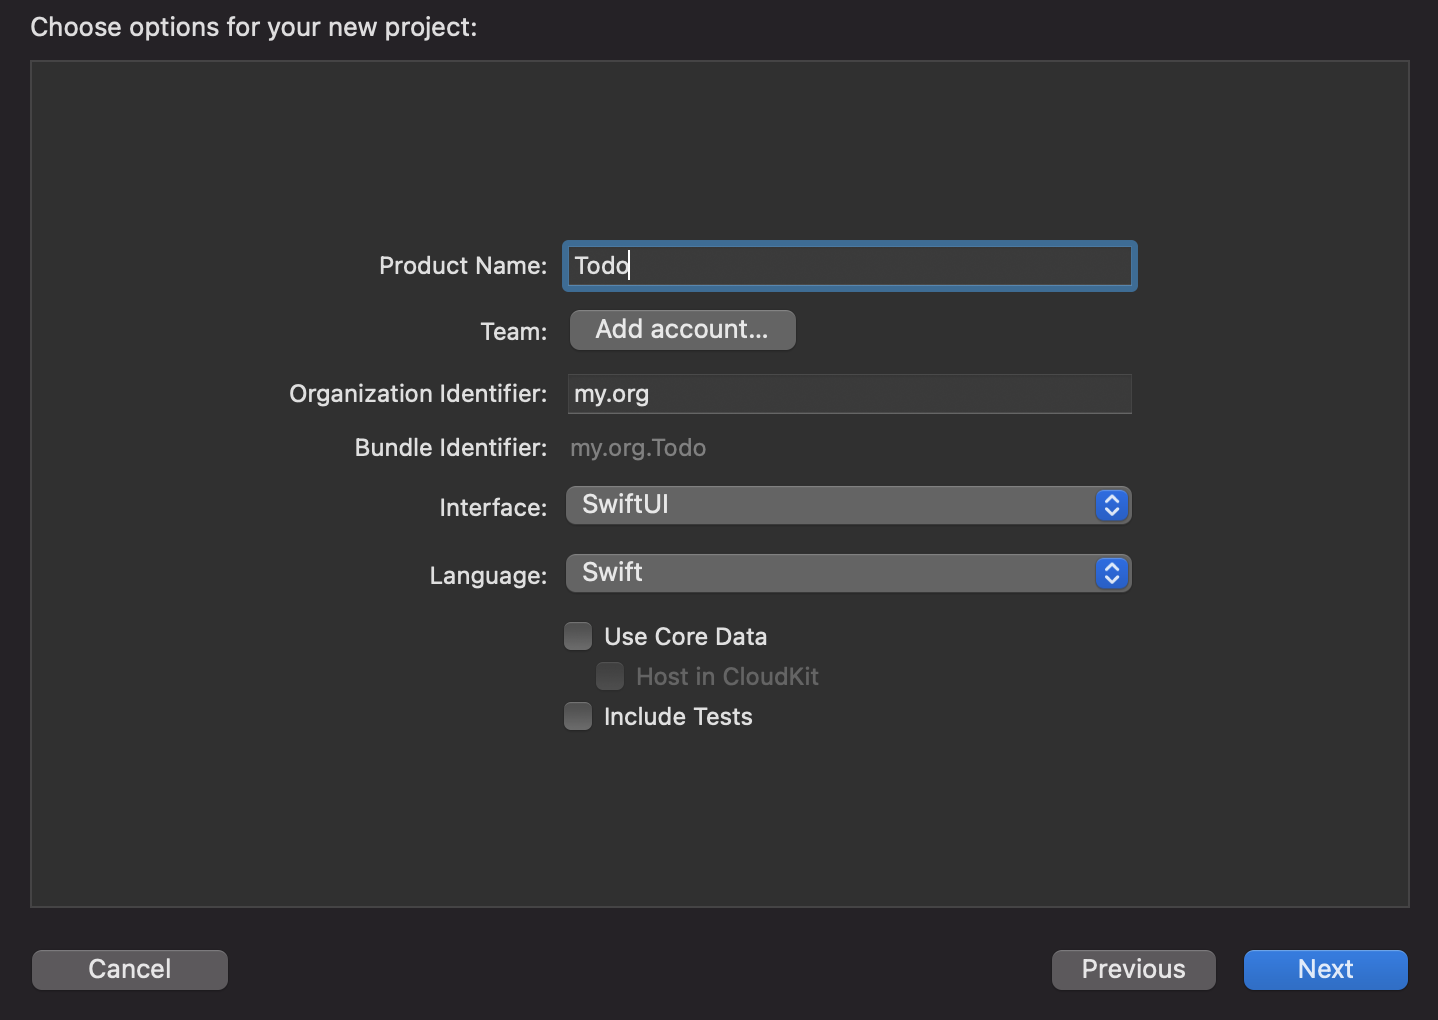 Choose options for your new project:
Product Name: Todo
Team: Add account...
Organization Identifier: my.org
Bundle Identifier: my.org.Todo
Interface: SwiftUI
Language: Swift
Use Core Data
Host in CloudKit
Include Tests
Cancel Previous Next